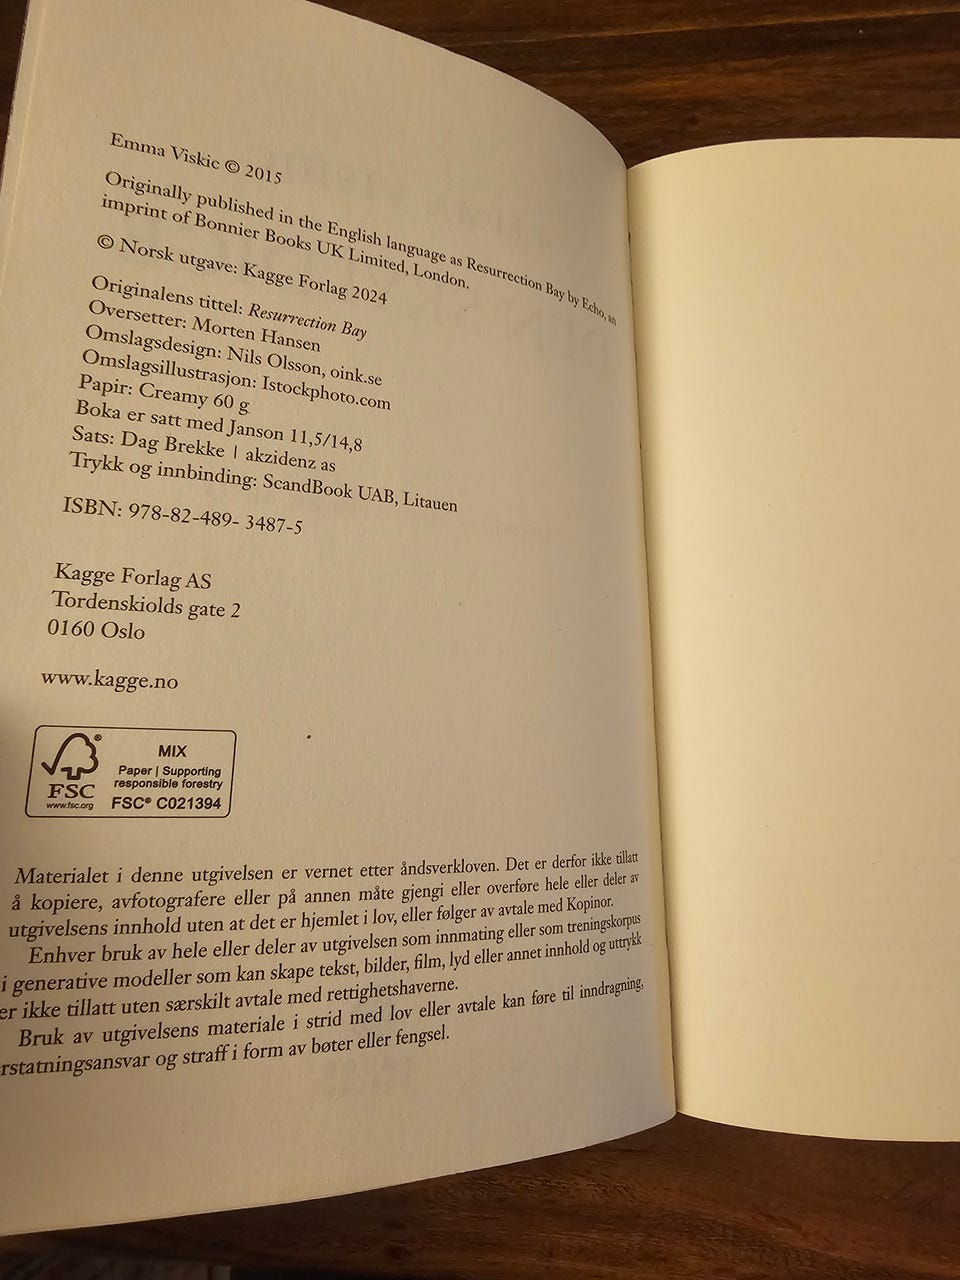 Emma Viskic © 2015
Originally published in the English language as Resurrection Bay by Echo, an
imprint of Bonnier Books UK Limited, London.
© Norsk utgave: Kagge Forlag 2024
Originalens tittel: Resurrection Bay
Oversetter: Morten Hansen
Omslagsdesign: Nils Olsson, oink.se
Omslagsillustrasjon: Istockphoto.com
Papir: Creamy 60 g
Boka er satt med Janson 11,5/14,8
Sats: Dag Brekke | akzidenz as
Trykk og innbinding: ScandBook UAB, Litauen
ISBN: 978-82-489- 3487-5
Kagge Forlag AS
Tordenskiolds gate 2
0160 Oslo
www.kagge.no
FSC®
www.fsc.org
MIX
Paper | Supporting
responsible forestry
FSC® C021394
Materialet i denne utgivelsen er vernet etter åndsverkloven. Det er derfor ikke tillatt
å kopiere, avfotografere eller på annen måte gjengi eller overføre hele eller deler av
utgivelsens innhold uten at det er hjemlet i lov, eller følger av avtale med Kopinor.
Enhver bruk av hele eller deler av utgivelsen som innmating eller som treningskorpus
i generative modeller som kan skape tekst, bilder, film, lyd eller annet innhold og uttrykk
er ikke tillatt uten særskilt avtale med rettighetshaverne.
Bruk av utgivelsens materiale i strid med lov eller avtale kan føre til inndragning,
rstatningsansvar og straff i form av bøter eller fengsel.